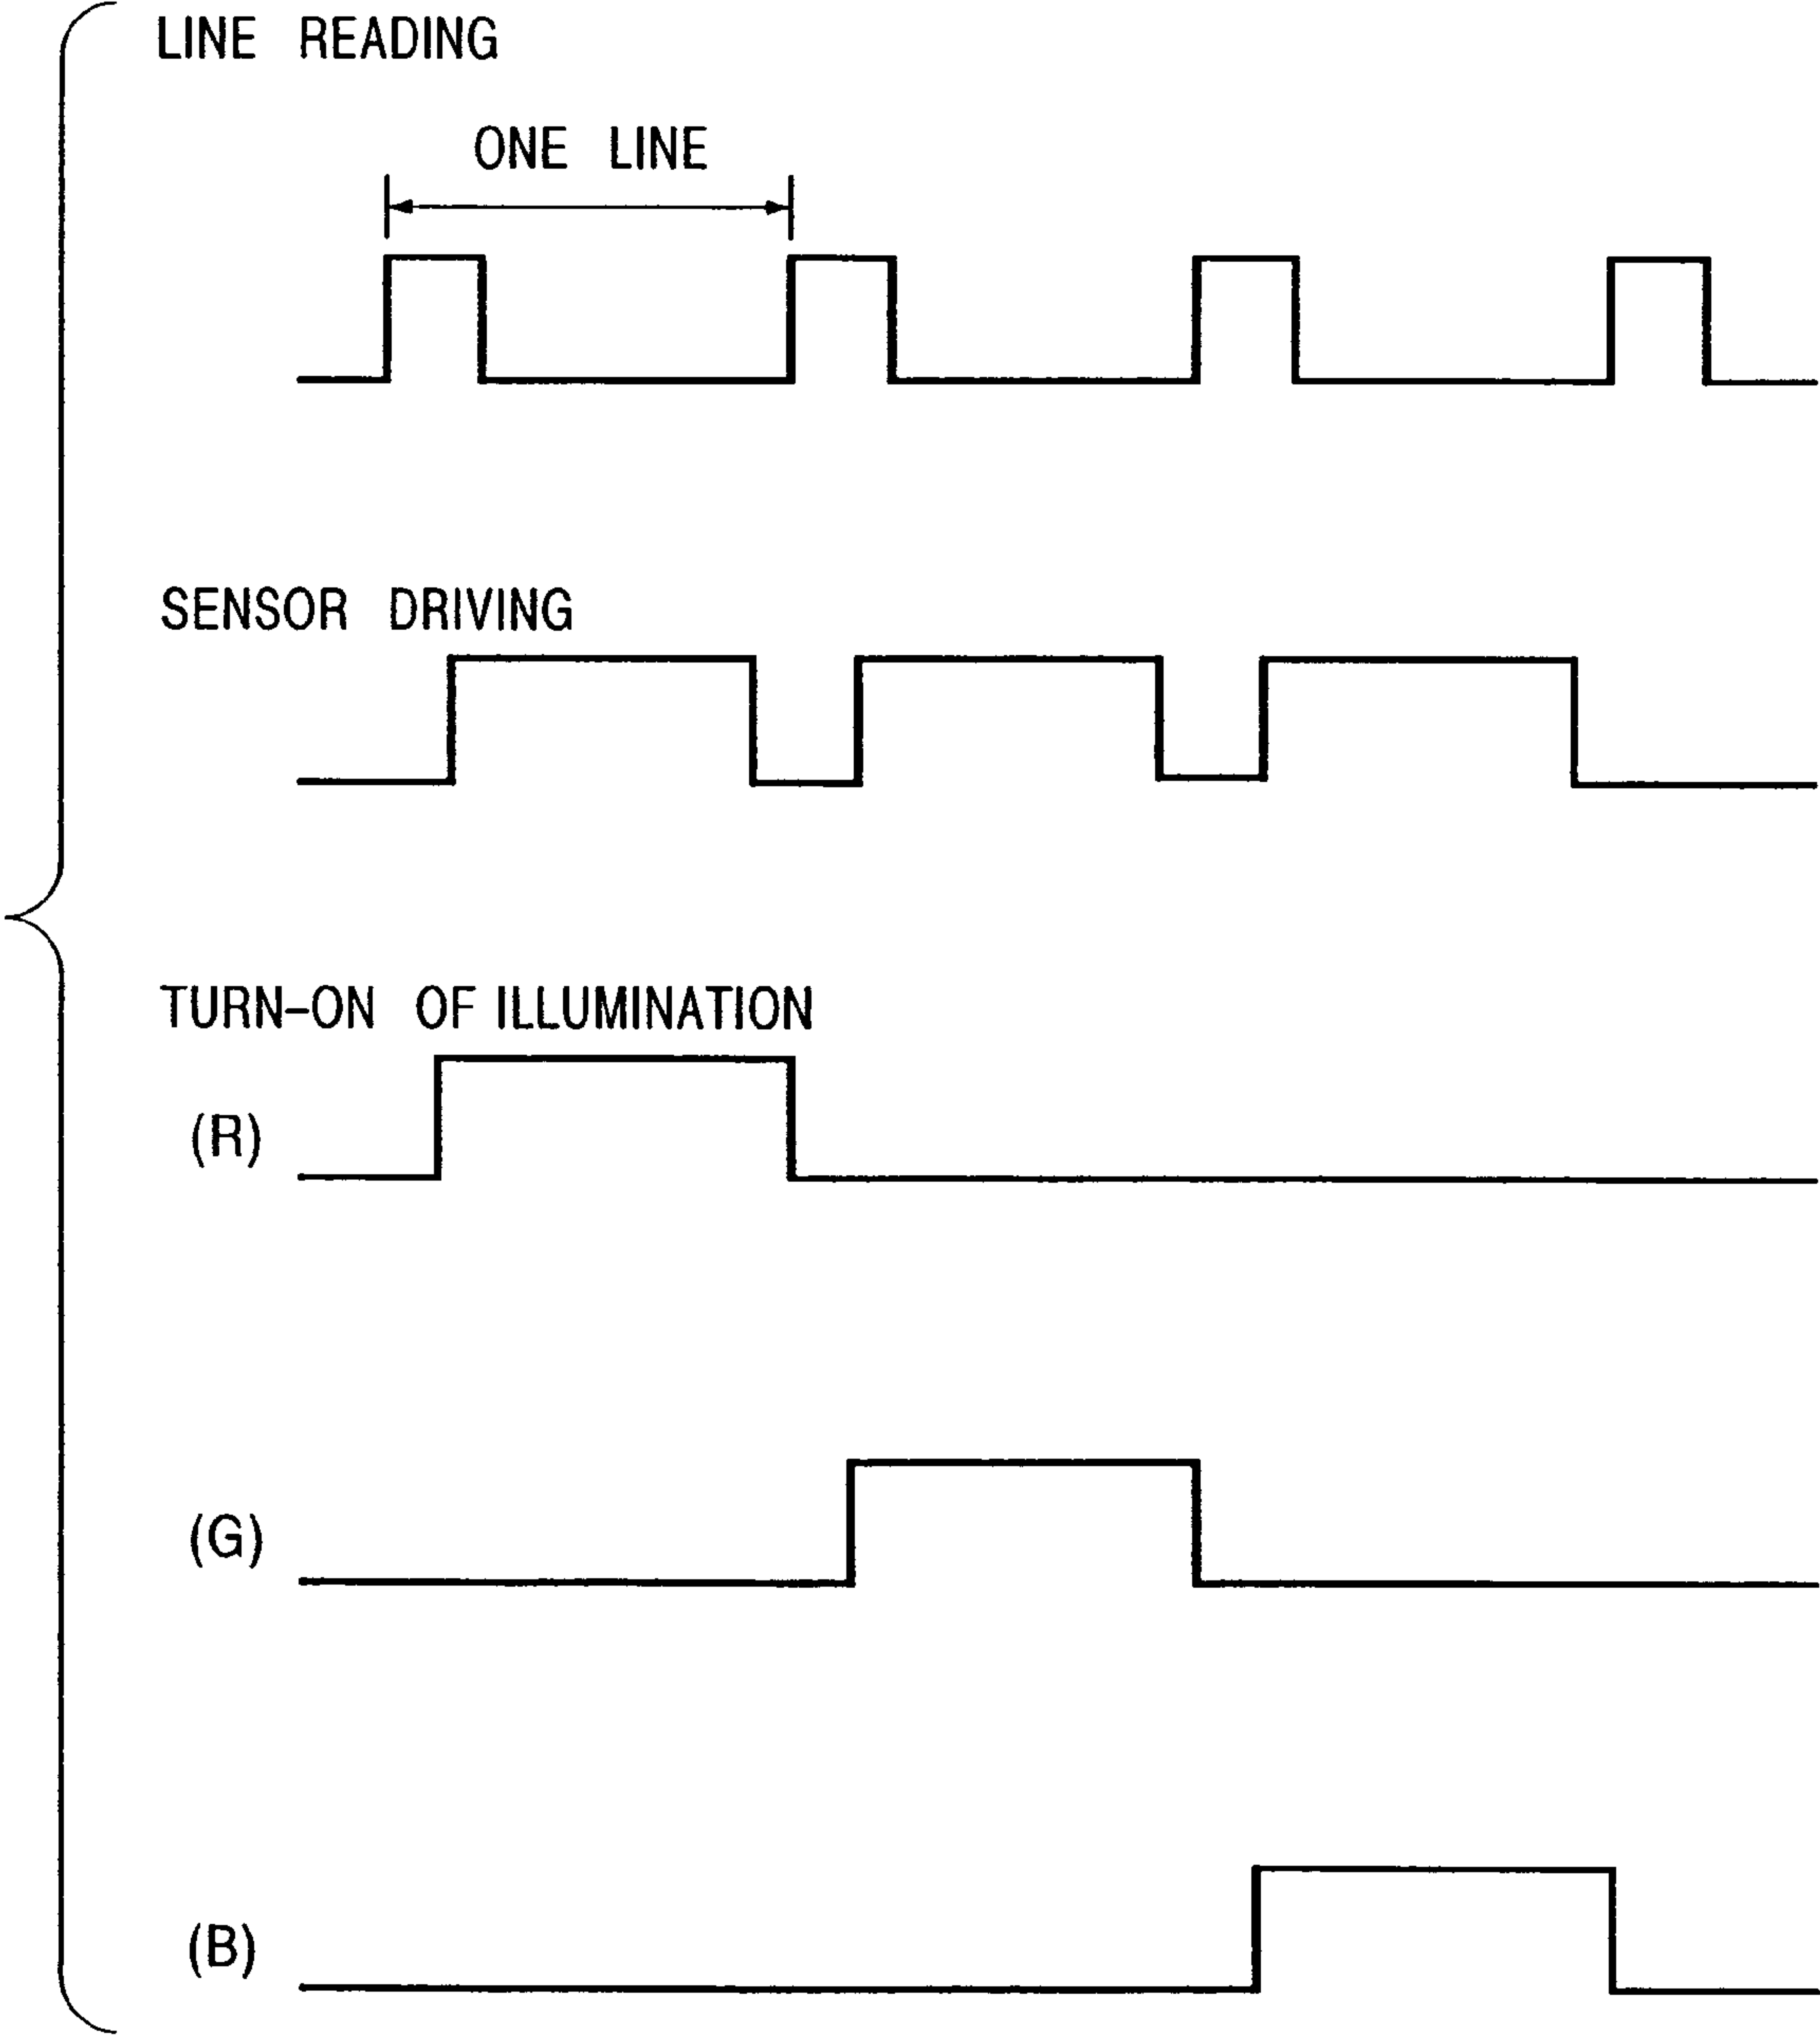 LINE READING
ONE LINE
SENSOR DRIVING
TURN-ON OF ILLUMINATION
(R)
(G)
(B)